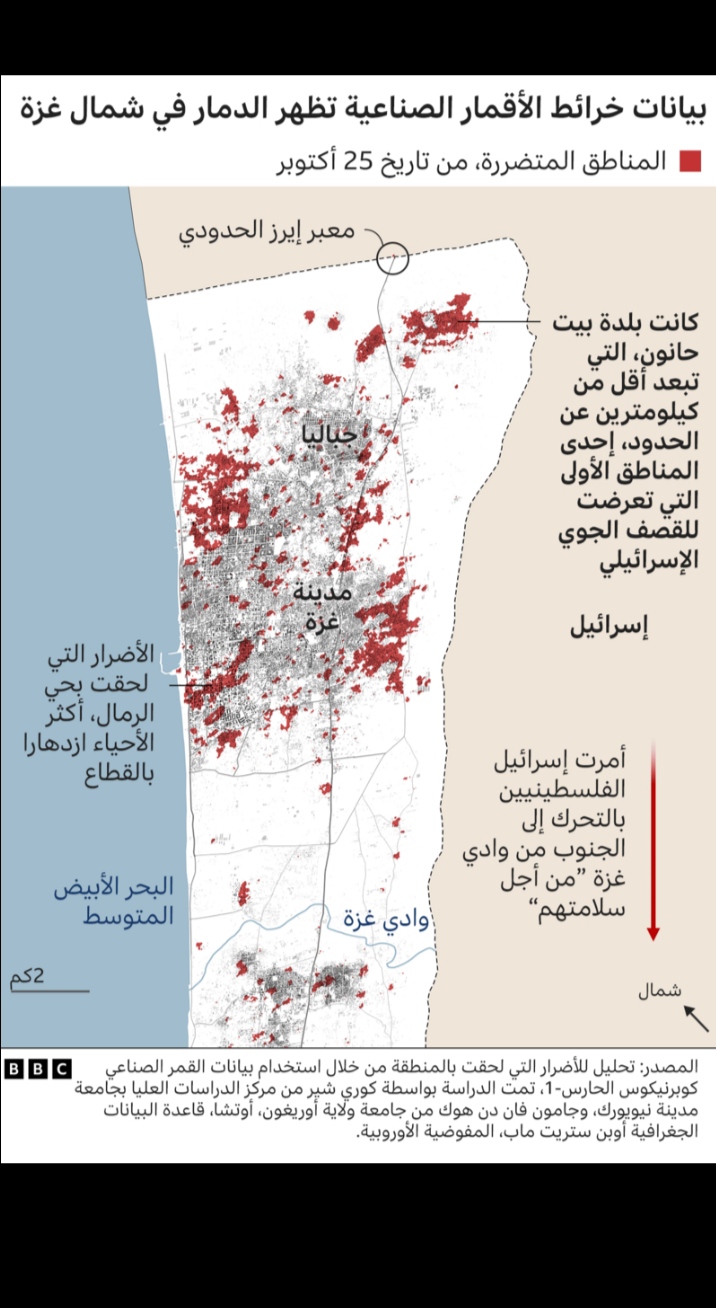 بيانات خرائط الأقمار الصناعية تظهر الدمار في شمال غزة
المناطق المتضررة، من تاريخ 25 أكتوبر
معبر إيرز الحدودي
كانت بلدة بيت
حانون، التي
تبعد أقل من
كيلومترين عن
الحدود، إحدى
المناطق الأولى
التي تعرضت
للقصف الجوي
الإسرائيلي
جباليا
مدينة
غزة
إسرائيل
الأضرار التي
لحقت بحي
الرمال، أكثر
الأحياء ازدهارا
بالقطاع
أمرت إسرائيل
الفلسطينيين
بالتحرك إلى
الجنوب من وادي
غزة ”من أجل
سلامتهم“
البحر الأبيض
المتوسط
وادي غزة
2كم
شمال
المصدر: تحليل للأضرار التي لحقت بالمنطقة من خلال استخدام بيانات القمر الصناعي
كوبرنيكوس الحارس-1، تمت الدراسة بواسطة كوري شير من مركز الدراسات العليا بجامعة
مدينة نيويورك، وجامون فان دن هوك من جامعة ولاية أوريغون، أوتشا، قاعدة البيانات
الجغرافية أوبن ستريت ماب، المفوضية الأوروبية.
BBC